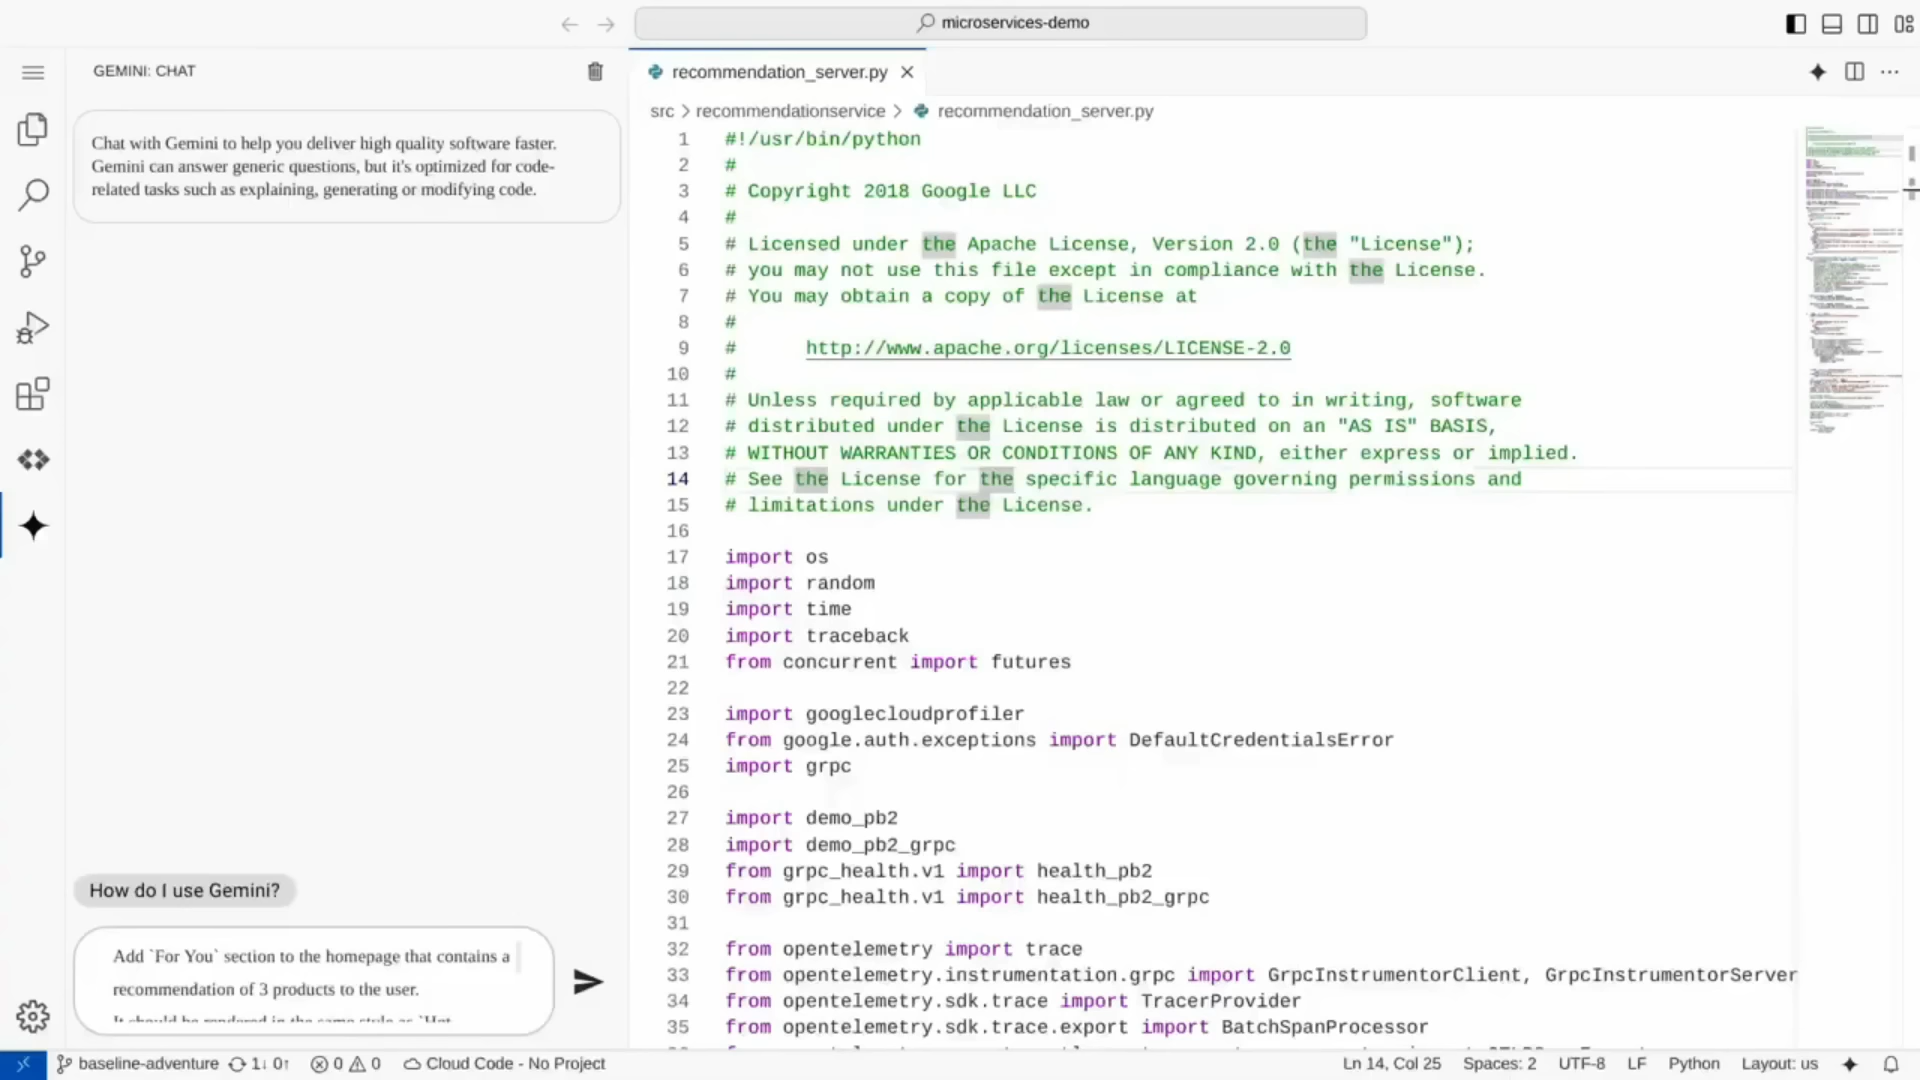 microservices-demo
GEMINI: CHAT
Chat with Gemini to help you deliver high quality software faster.
Gemini can answer generic questions, but it's optimized for code-
related tasks such as explaining, generating or modifying code.
How do I use Gemini?
Add `For You` section to the homepage that contains a
recommendation of 3 products to the user.
It should be rendered in the same style as `Hot
recommendation_server.py
src > recommendationservice > recommendation_server.py
1 #!/usr/bin/python
2 #
3 # Copyright 2018 Google LLC
4 #
5 # Licensed under the Apache License, Version 2.0 (the "License");
6 # you may not use this file except in compliance with the License.
7 # You may obtain a copy of the License at
8 #
9 # http://www.apache.org/licenses/LICENSE-2.0
10 #
11 # Unless required by applicable law or agreed to in writing, software
12 # distributed under the License is distributed on an "AS IS" BASIS,
13 # WITHOUT WARRANTIES OR CONDITIONS OF ANY KIND, either express or implied.
14 # See the License for the specific language governing permissions and
15 # limitations under the License.
16
17 import os
18 import random
19 import time
20 import traceback
21 from concurrent import futures
22
23 import googlecloudprofiler
24 from google.auth.exceptions import DefaultCredentialsError
25 import grpc
26
27 import demo_pb2
28 import demo_pb2_grpc
29 from grpc_health.v1 import health_pb2
30 from grpc_health.v1 import health_pb2_grpc
31
32 from opentelemetry import trace
33 from opentelemetry.instrumentation.grpc import GrpcInstrumentorClient, GrpcInstrumentorServer
34 from opentelemetry.sdk.trace import TracerProvider
35 from opentelemetry.sdk.trace.export import BatchSpanProcessor
baseline-adventure 1↓ 0↑ 0 0 Cloud Code - No Project Ln 14, Col 25 Spaces: 2 UTF-8 LF Python Layout: us